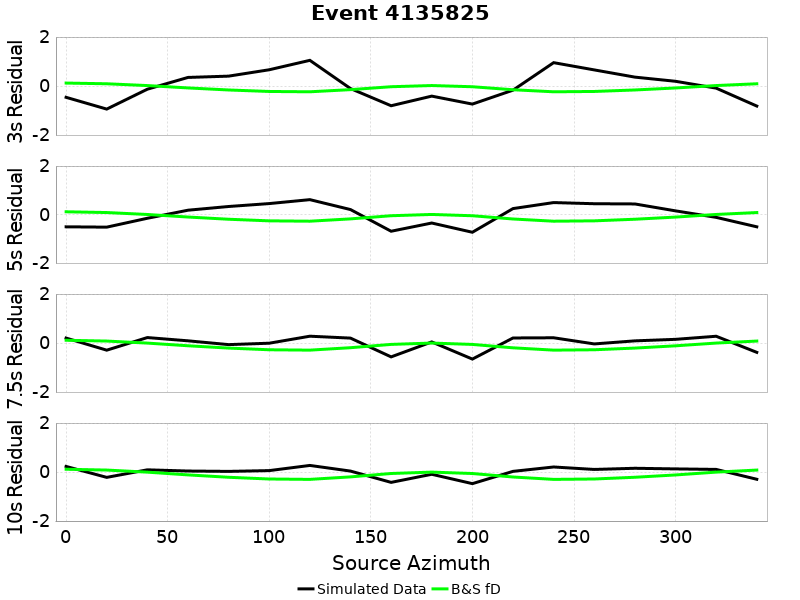 Event 4135825
3s Residual
2
0
-2
5s Residual
2
0
-2
7.5s Residual
2
0
-2
10s Residual
2
0
-2
0 50 100 150 200 250 300
Source Azimuth
Simulated Data B&S fD